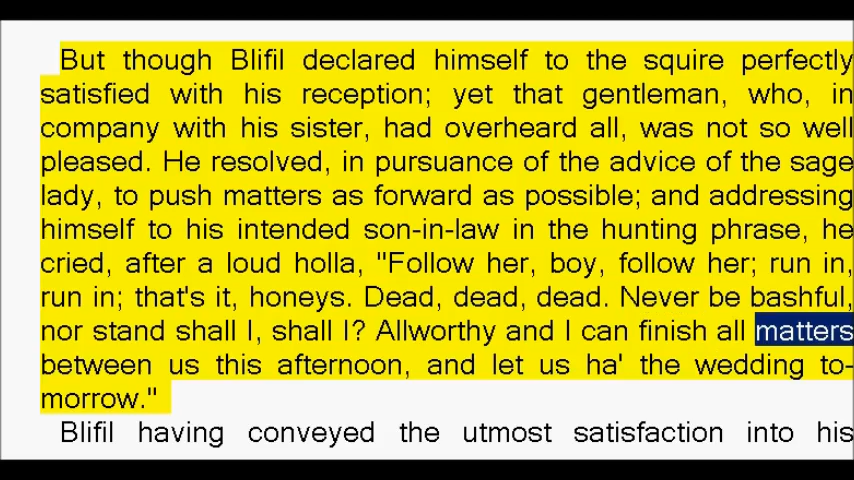 But though Blifil declared himself to the squire perfectly
satisfied with his reception; yet that gentleman, who, in
company with his sister, had overheard all, was not so well
pleased. He resolved, in pursuance of the advice of the sage
lady, to push matters as forward as possible; and addressing
himself to his intended son-in-law in the hunting phrase, he
cried, after a loud holla, "Follow her, boy, follow her; run in,
run in; that's it, honeys. Dead, dead, dead. Never be bashful,
nor stand shall I, shall I? Allworthy and I can finish all matters
between us this afternoon, and let us ha' the wedding to-
morrow."
Blifil having conveyed the utmost satisfaction into his